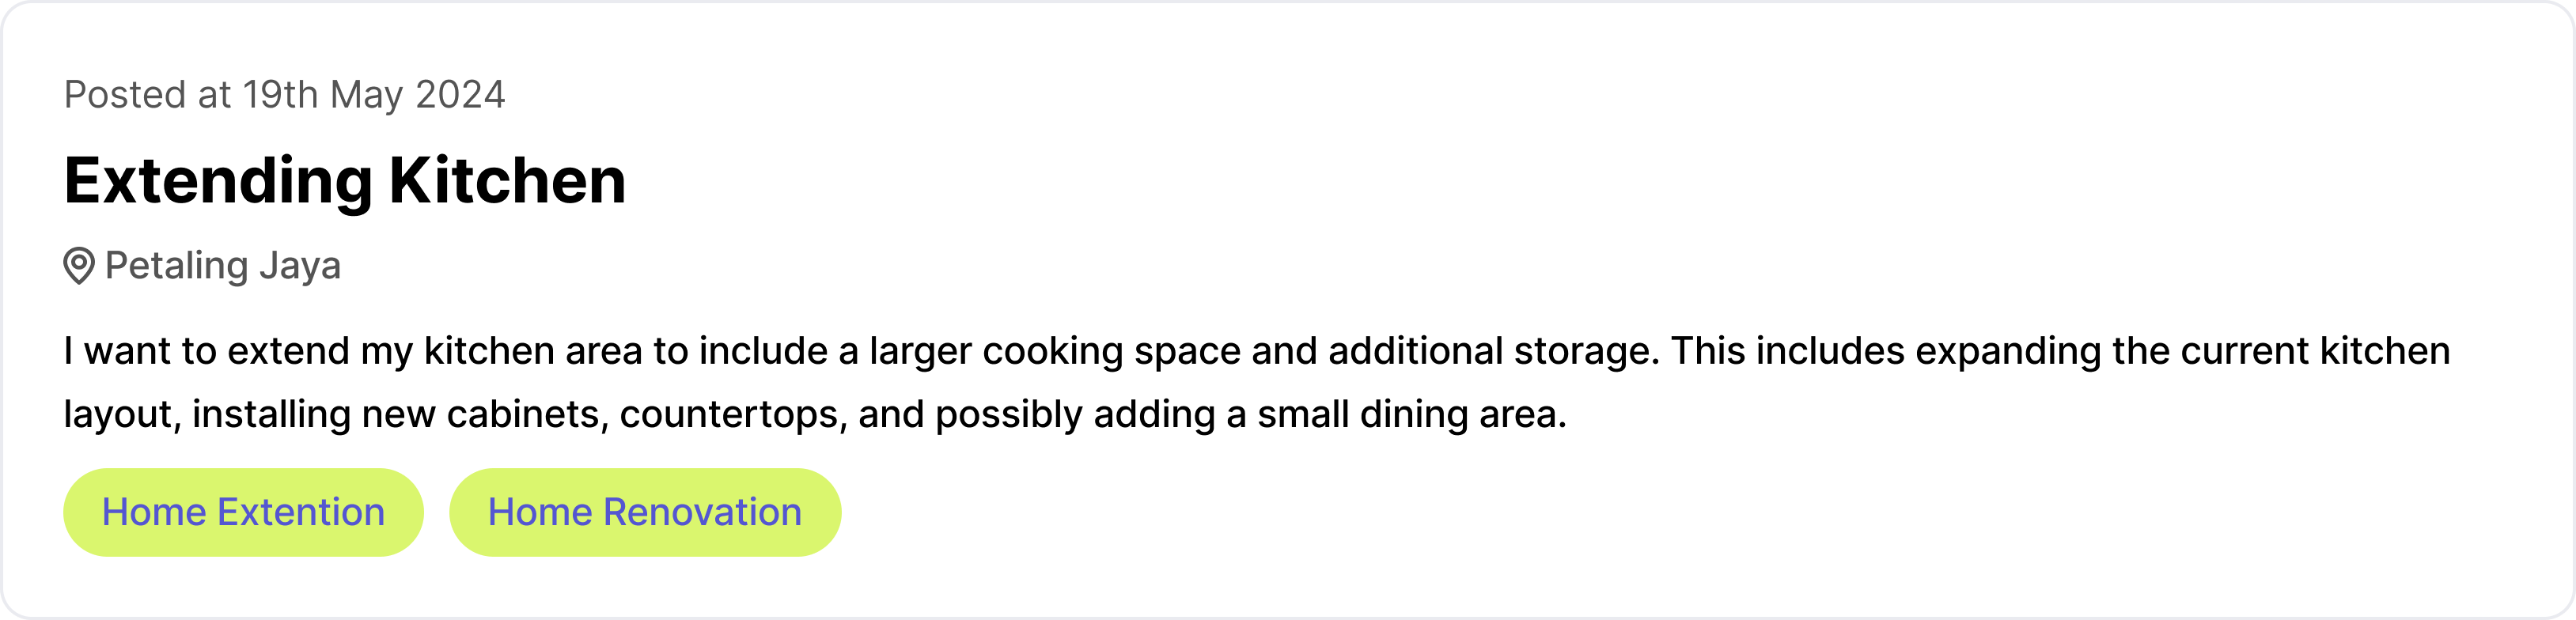 Posted at 19th May 2024
Extending Kitchen
Petaling Jaya
I want to extend my kitchen area to include a larger cooking space and additional storage. This includes expanding the current kitchen
layout, installing new cabinets, countertops, and possibly adding a small dining area.
Home Extention
Home Renovation